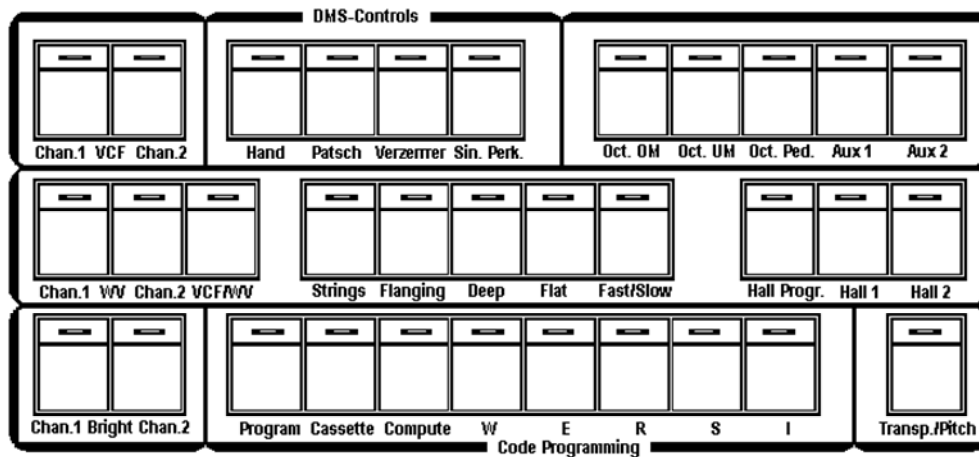 DMS-Controls
Chan.1 VCF Chan.2 Hand Patsch Verzerrrer Sin. Perk. Oct. OM Oct. UM Oct. Ped. Aux 1 Aux 2
Chan.1 WV Chan.2 VCF/WV Strings Flanging Deep Flat Fast/Slow Hall Progr. Hall 1 Hall 2
Chan.1 Bright Chan.2 Program Cassette Compute W E R S I Transp./Pitch
Code Programming